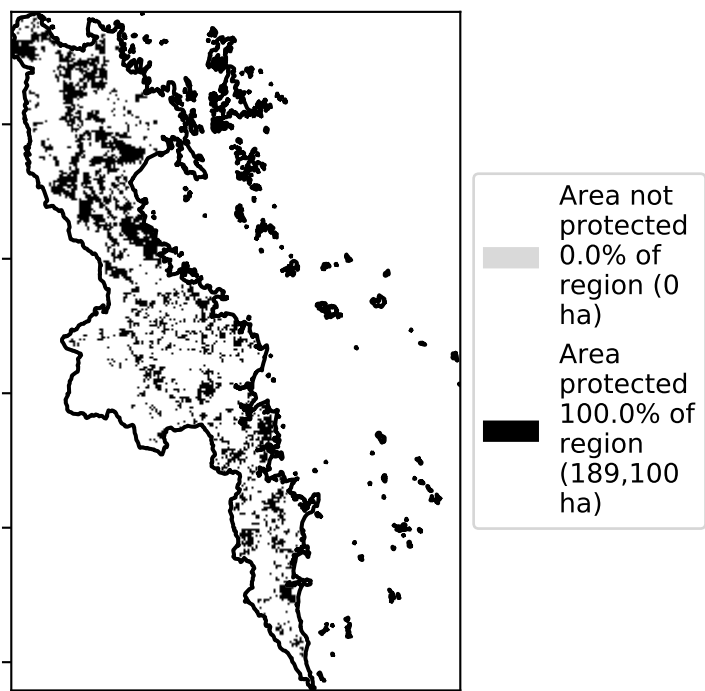 Area not
protected
0.0% of
region (0
ha)
Area
protected
100.0% of
region
(189,100
ha)